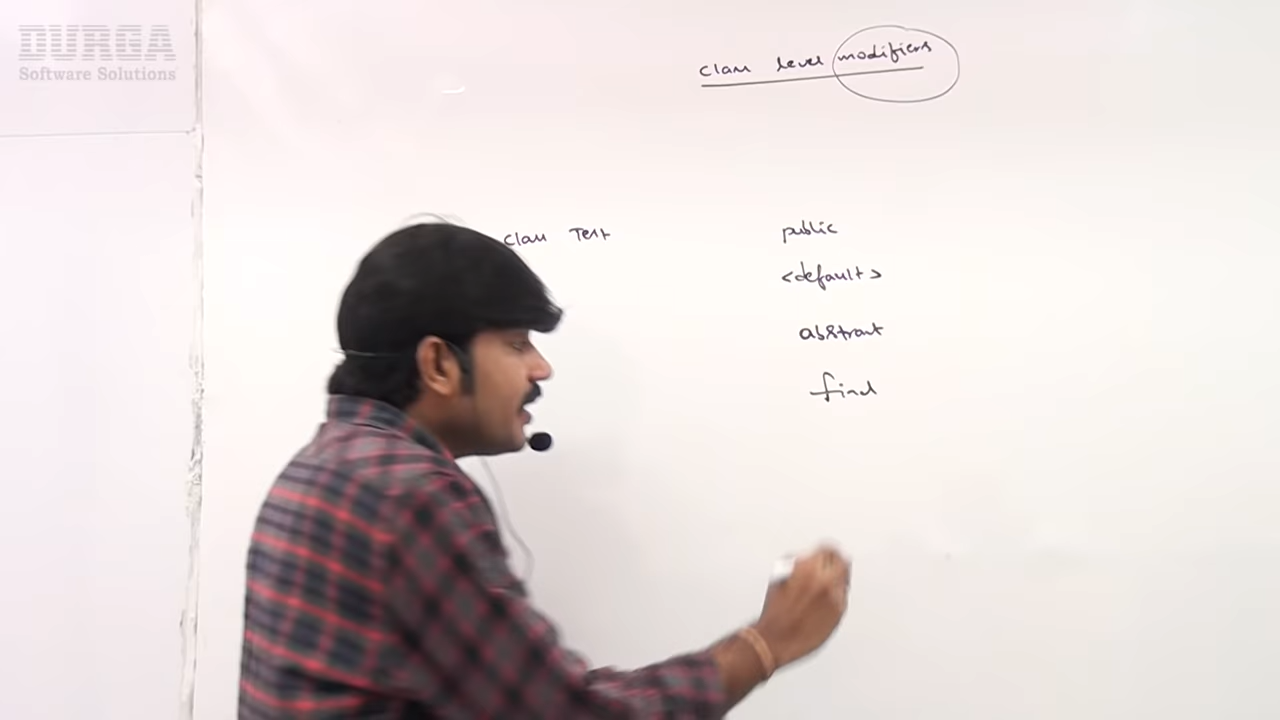 DURGA
Software Solutions
class level modifiers
class Test
public
<default>
abstract
final